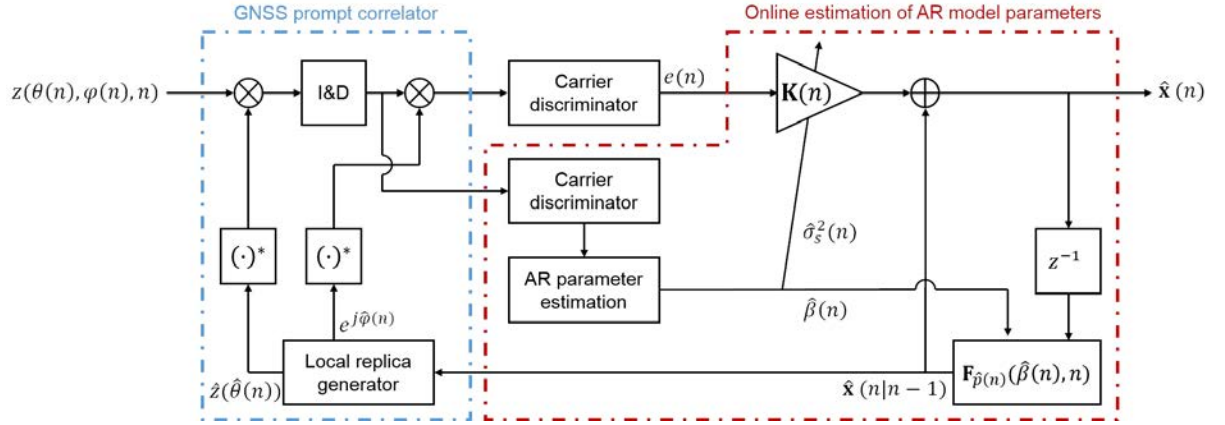 GNSS prompt correlator
Online estimation of AR model parameters
z(θ(n), φ(n), n)
I&D
Carrier
discriminator
e(n)
K(n)
x̂ (n)
Carrier
discriminator
(·)*
(·)*
σ̂ₛ²(n)
z⁻¹
AR parameter
estimation
β̂(n)
e^{jφ̂(n)}
Local replica
generator
ẑ(θ̂(n))
x̂ (n|n − 1)
F_{p̂(n)}(β̂(n), n)